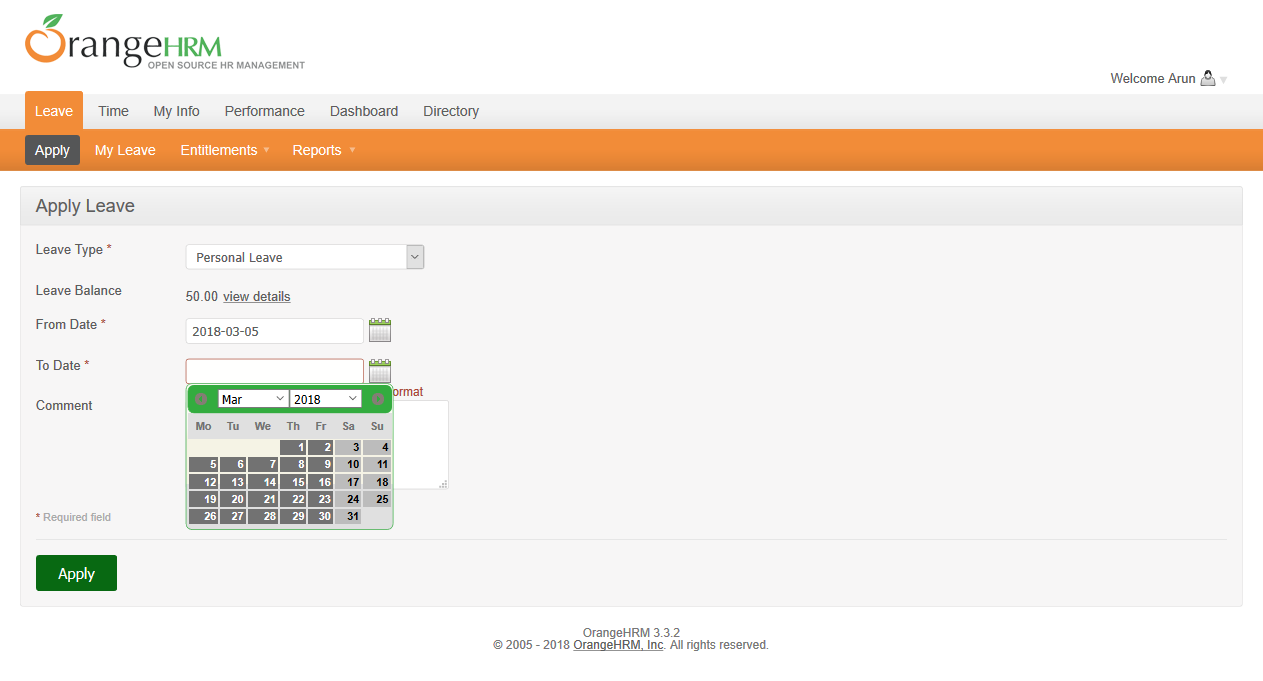 OrangeHRM
OPEN SOURCE HR MANAGEMENT
Welcome Arun
Leave Time My Info Performance Dashboard Directory
Apply My Leave Entitlements Reports
Apply Leave
Leave Type *
Personal Leave
Leave Balance
50.00 view details
From Date *
2018-03-05
To Date *
ormat
Comment
Mar 2018
Mo Tu We Th Fr Sa Su
1 2 3 4
5 6 7 8 9 10 11
12 13 14 15 16 17 18
19 20 21 22 23 24 25
26 27 28 29 30 31
* Required field
Apply
OrangeHRM 3.3.2
© 2005 - 2018 OrangeHRM, Inc. All rights reserved.